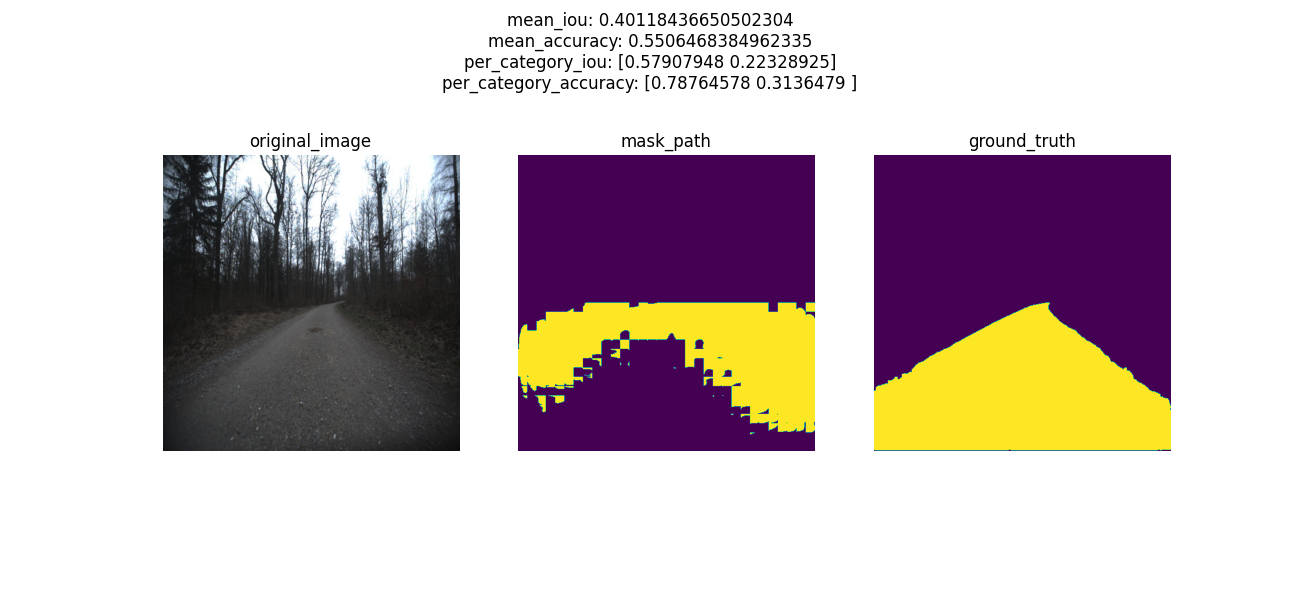 mean_iou: 0.40118436650502304
mean_accuracy: 0.5506468384962335
per_category_iou: [0.57907948 0.22328925]
per_category_accuracy: [0.78764578 0.3136479 ]
original_image
mask_path
ground_truth